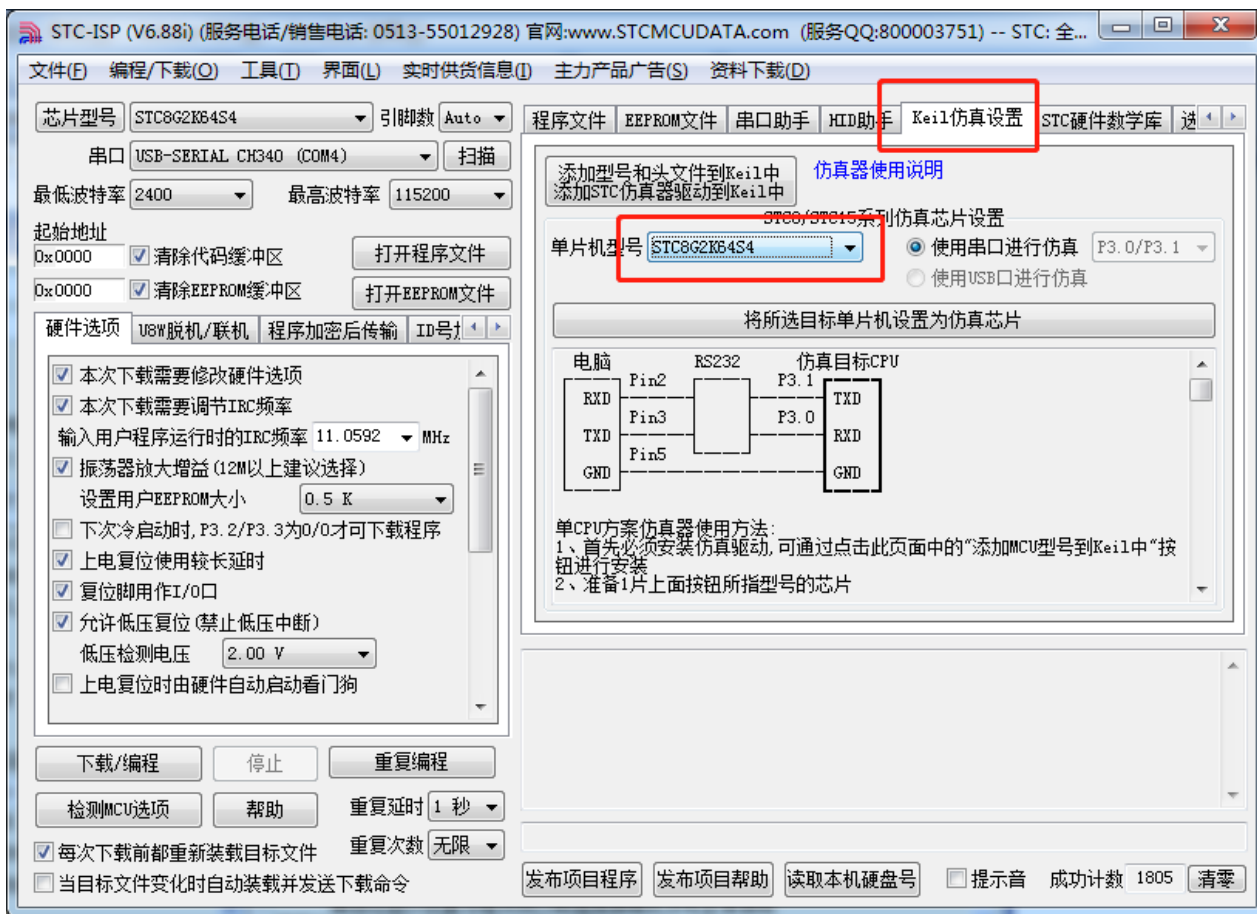 STC-ISP (V6.88i) (服务电话/销售电话: 0513-55012928) 官网:www.STCMCUDATA.com (服务QQ:800003751) -- STC: 全...
文件(F) 编程/下载(O) 工具(T) 界面(L) 实时供货信息(I) 主力产品广告(S) 资料下载(D)
芯片型号 STC8G2K64S4 引脚数 Auto
串口 USB-SERIAL CH340 (COM4) 扫描
最低波特率 2400 最高波特率 115200
起始地址
0x0000 清除代码缓冲区 打开程序文件
0x0000 清除EEPROM缓冲区 打开EEPROM文件
硬件选项 U8W脱机/联机 程序加密后传输 ID号
本次下载需要修改硬件选项
本次下载需要调节IRC频率
输入用户程序运行时的IRC频率 11.0592 MHz
振荡器放大增益(12M以上建议选择)
设置用户EEPROM大小 0.5 K
下次冷启动时,P3.2/P3.3为0/0才可下载程序
上电复位使用较长延时
复位脚用作I/O口
允许低压复位(禁止低压中断)
低压检测电压 2.00 V
上电复位时由硬件自动启动看门狗
下载/编程 停止 重复编程
检测MCU选项 帮助 重复延时 1 秒
每次下载前都重新装载目标文件 重复次数 无限
当目标文件变化时自动装载并发送下载命令
程序文件 EEPROM文件 串口助手 HID助手 Keil仿真设置 STC硬件数学库
添加型号和头文件到Keil中
添加STC仿真器驱动到Keil中
仿真器使用说明
STC8/STC15系列仿真芯片设置
单片机型号 STC8G2K64S4 使用串口进行仿真 P3.0/P3.1
使用USB口进行仿真
将所选目标单片机设置为仿真芯片
电脑 RS232 仿真目标CPU
Pin2 P3.1
RXD TXD
Pin3 P3.0
TXD RXD
Pin5
GND GND
单CPU方案仿真器使用方法:
1、首先必须安装仿真驱动,可通过点击此页面中的"添加MCU型号到Keil中"按
钮进行安装
2、准备1片上面按钮所指型号的芯片
发布项目程序 发布项目帮助 读取本机硬盘号 提示音 成功计数 1805 清零